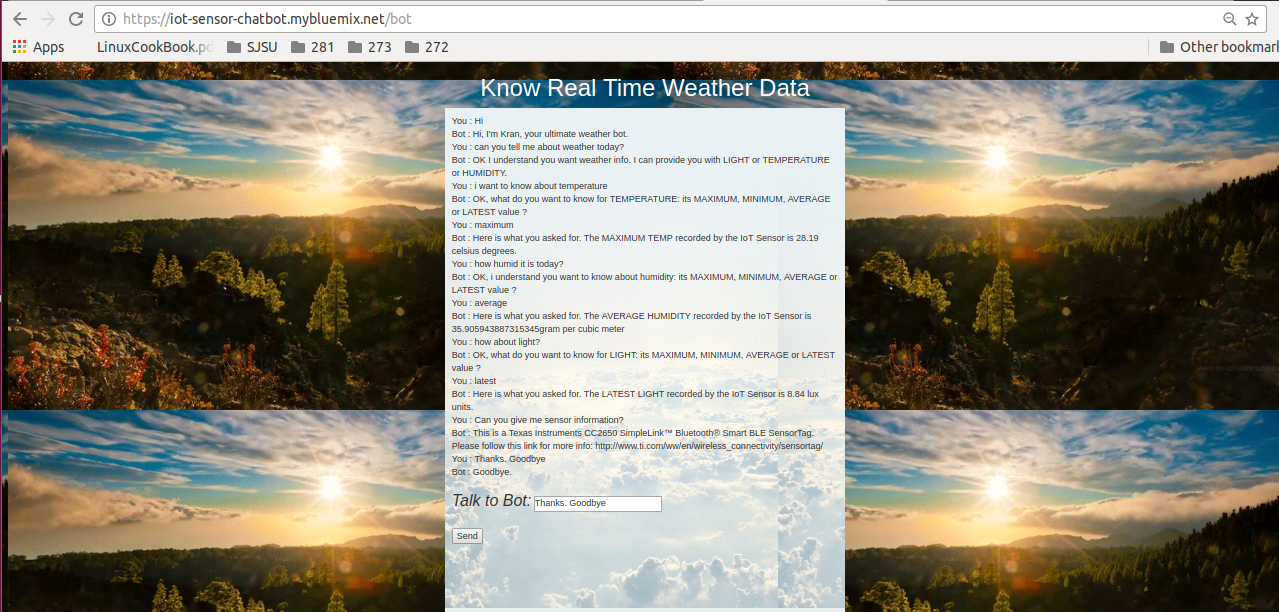 https://iot-sensor-chatbot.mybluemix.net/bot
Apps LinuxCookBook.pd SJSU 281 273 272 Other bookmark
Know Real Time Weather Data
You : Hi
Bot : Hi, I'm Kran, your ultimate weather bot.
You : can you tell me about weather today?
Bot : OK I understand you want weather info. I can provide you with LIGHT or TEMPERATURE
or HUMIDITY.
You : i want to know about temperature
Bot : OK, what do you want to know for TEMPERATURE: its MAXIMUM, MINIMUM, AVERAGE
or LATEST value ?
You : maximum
Bot : Here is what you asked for. The MAXIMUM TEMP recorded by the IoT Sensor is 28.19
celsius degrees.
You : how humid it is today?
Bot : OK, i understand you want to know about humidity: its MAXIMUM, MINIMUM, AVERAGE or
LATEST value ?
You : average
Bot : Here is what you asked for. The AVERAGE HUMIDITY recorded by the IoT Sensor is
35.905943887315345gram per cubic meter
You : how about light?
Bot : OK, what do you want to know for LIGHT: its MAXIMUM, MINIMUM, AVERAGE or LATEST
value ?
You : latest
Bot : Here is what you asked for. The LATEST LIGHT recorded by the IoT Sensor is 8.84 lux
units.
You : Can you give me sensor information?
Bot : This is a Texas Instruments CC2650 SimpleLink™ Bluetooth® Smart BLE SensorTag.
Please follow this link for more info: http://www.ti.com/ww/en/wireless_connectivity/sensortag/
You : Thanks. Goodbye
Bot : Goodbye.
Talk to Bot: Thanks. Goodbye
Send